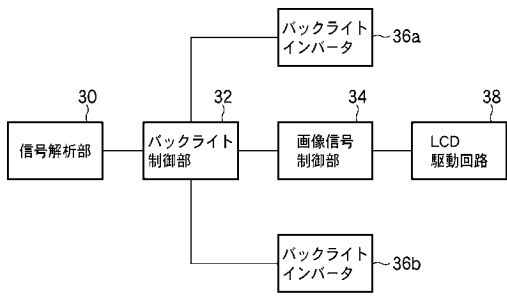 バックライト
インバータ
36a
30
32
34
38
信号解析部
バックライト
制御部
画像信号
制御部
LCD
駆動回路
バックライト
インバータ
36b